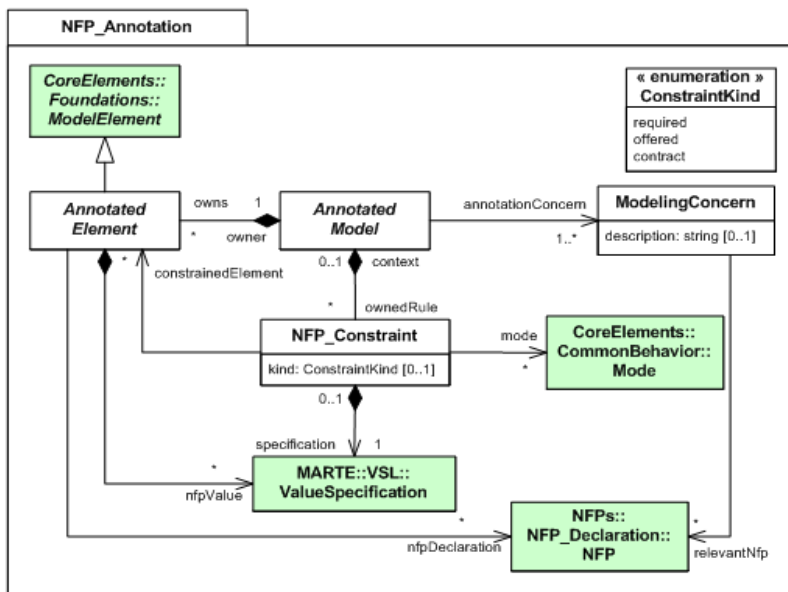 NFP_Annotation
CoreElements::
Foundations::
ModelElement
« enumeration »
ConstraintKind
required
offered
contract
Annotated
Element
owns
1
*
owner
Annotated
Model
annotationConcern
1..*
ModelingConcern
description: string [0..1]
*
constrainedElement
0..1
context
*
ownedRule
NFP_Constraint
kind: ConstraintKind [0..1]
mode
*
CoreElements::
CommonBehavior::
Mode
0..1
specification
1
*
nfpValue
MARTE::VSL::
ValueSpecification
*
nfpDeclaration
NFPs::
NFP_Declaration::
NFP
*
relevantNfp